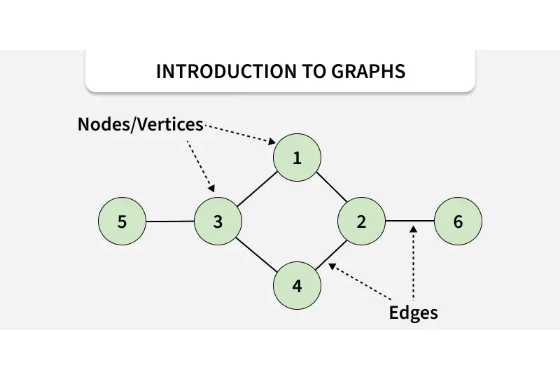 INTRODUCTION TO GRAPHS
Nodes/Vertices
1
5
3
2
6
4
Edges